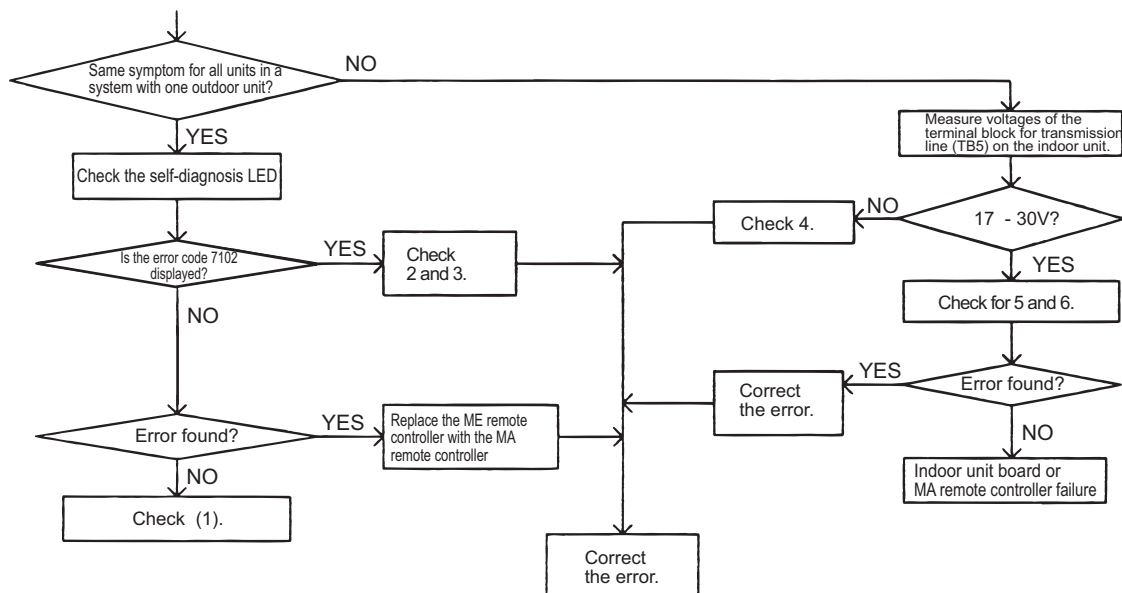 Same symptom for all units in a
system with one outdoor unit?
NO
YES
Measure voltages of the
terminal block for transmission
line (TB5) on the indoor unit.
Check the self-diagnosis LED
17 - 30V?
NO
Check 4.
YES
Is the error code 7102
displayed?
YES
Check
2 and 3.
NO
Check for 5 and 6.
Error found?
YES
Correct
the error.
NO
Indoor unit board or
MA remote controller failure
Error found?
YES
Replace the ME remote
controller with the MA
remote controller
NO
Check (1).
Correct
the error.